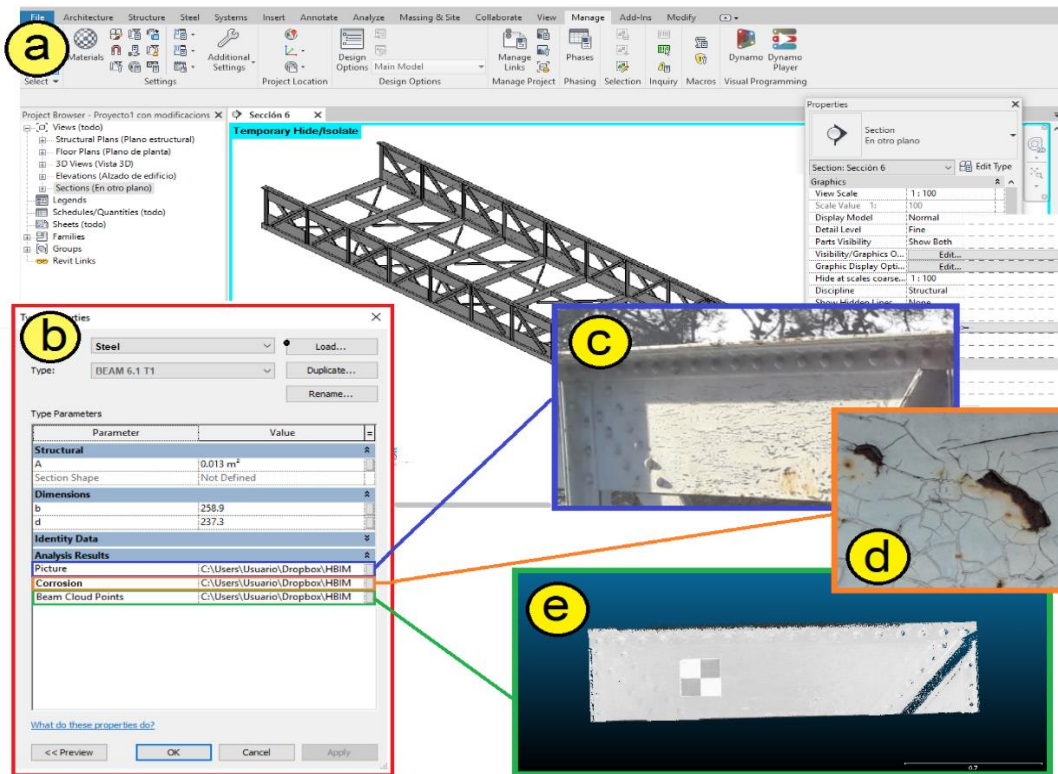 File Architecture Structure Steel Systems Insert Annotate Analyze Massing & Site Collaborate View Manage Add-Ins Modify
a
Materials
Additional Settings
Design Options
Main Model
Manage Links
Phases
Dynamo
Dynamo Player
Select
Settings
Project Location
Design Options
Manage Project
Phasing
Selection
Inquiry
Macros
Visual Programming
Project Browser - Proyecto1 con modificacions
Views (todo)
Structural Plans (Plano estructural)
Floor Plans (Plano de planta)
3D Views (Vista 3D)
Elevations (Alzado de edificio)
Sections (En otro plano)
Legends
Schedules/Quantities (todo)
Sheets (todo)
Families
Groups
Revit Links
Sección 6
Temporary Hide/Isolate
Properties
Section
En otro plano
Section: Sección 6
Edit Type
Graphics
View Scale 1 : 100
Scale Value 1: 100
Display Model Normal
Detail Level Fine
Parts Visibility Show Both
Visibility/Graphics O... Edit...
Graphic Display Opti... Edit...
Hide at scales coarse... 1 : 100
Discipline Structural
Show Hidden Lines None
b
Steel
Load...
Type: BEAM 6.1 T1
Duplicate...
Rename...
Type Parameters
Parameter Value =
Structural
A 0.013 m²
Section Shape Not Defined
Dimensions
b 258.9
d 237.3
Identity Data
Analysis Results
Picture C:\Users\Usuario\Dropbox\HBIM
Corrosion C:\Users\Usuario\Dropbox\HBIM
Beam Cloud Points C:\Users\Usuario\Dropbox\HBIM
What do these properties do?
<< Preview OK Cancel Apply
c
d
e
0.7